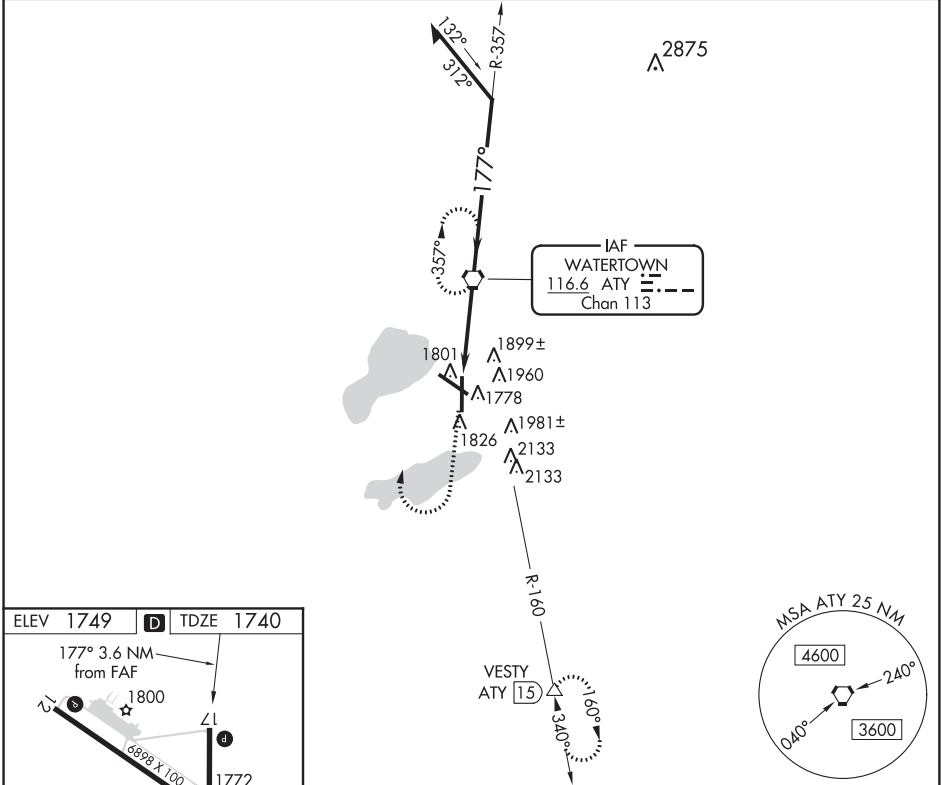 132°
312°
R-357
2875
177°
357°
IAF
WATERTOWN
116.6 ATY
Chan 113
1801
1899±
1960
1778
1981±
1826
2133
2133
R-160
ELEV 1749 D TDZE 1740
177° 3.6 NM
from FAF
1800
12
P
17
P
6898 X 100
1772
VESTY
ATY 15
160°
340°
MSA ATY 25 NM
4600
240°
040°
3600